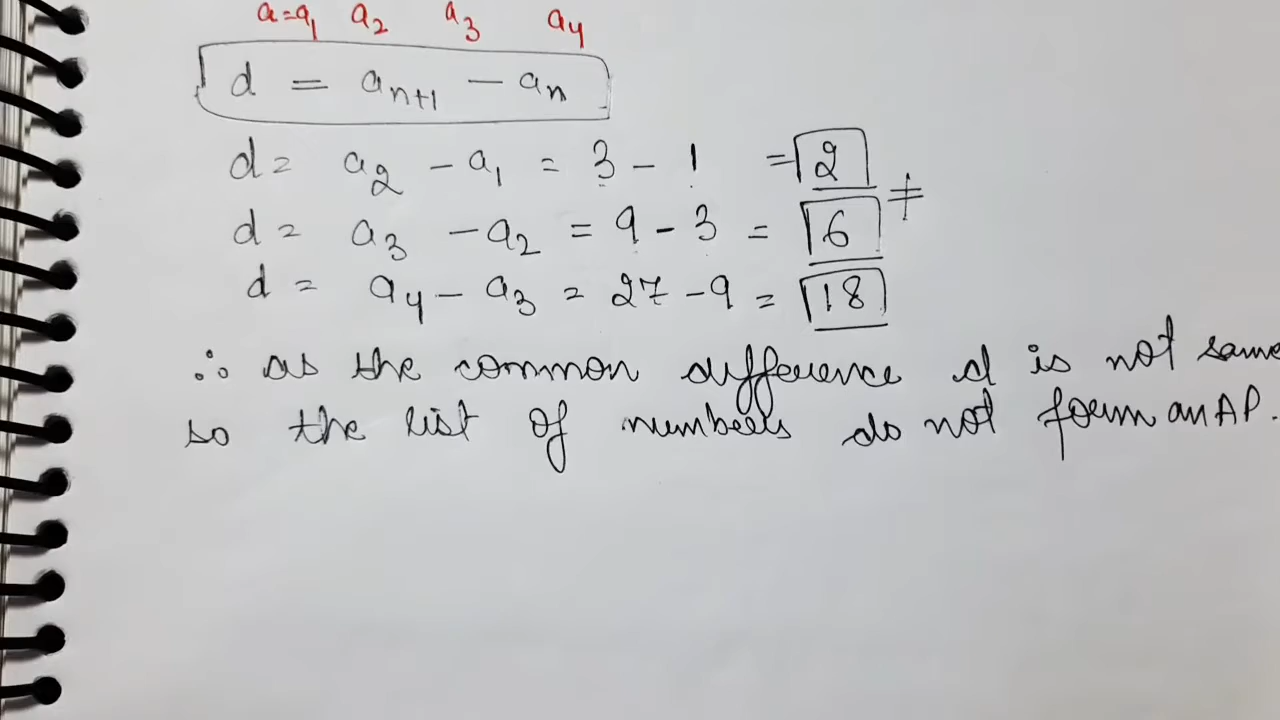 a=a₁ a₂ a₃ a₄
d = aₙ₊₁ - aₙ
d = a₂ - a₁ = 3 - 1 = 2 ≠
d = a₃ - a₂ = 9 - 3 = 6
d = a₄ - a₃ = 27 - 9 = 18
∴ as the common difference d is not same
so the list of numbers do not form an AP.